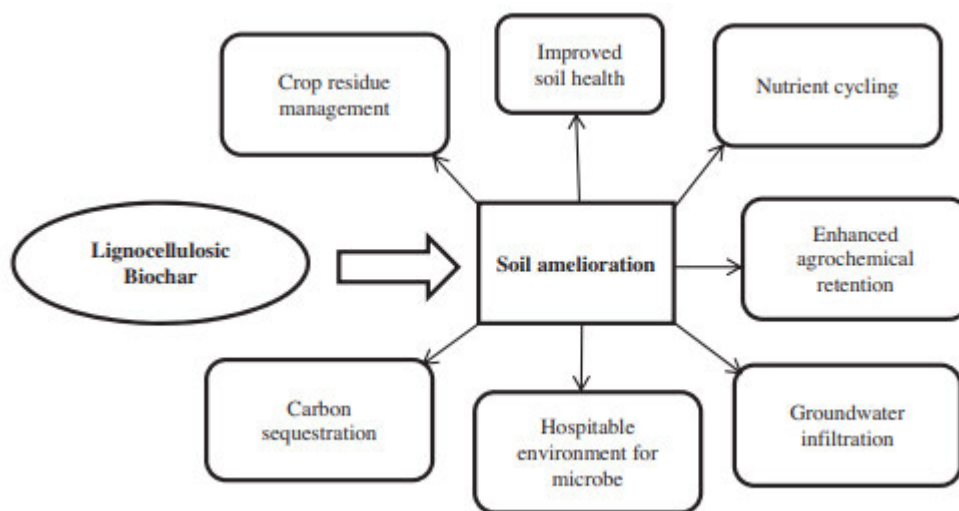 Crop residue
management
Improved
soil health
Nutrient cycling
Lignocellulosic
Biochar
Soil amelioration
Enhanced
agrochemical
retention
Carbon
sequestration
Hospitable
environment for
microbe
Groundwater
infiltration